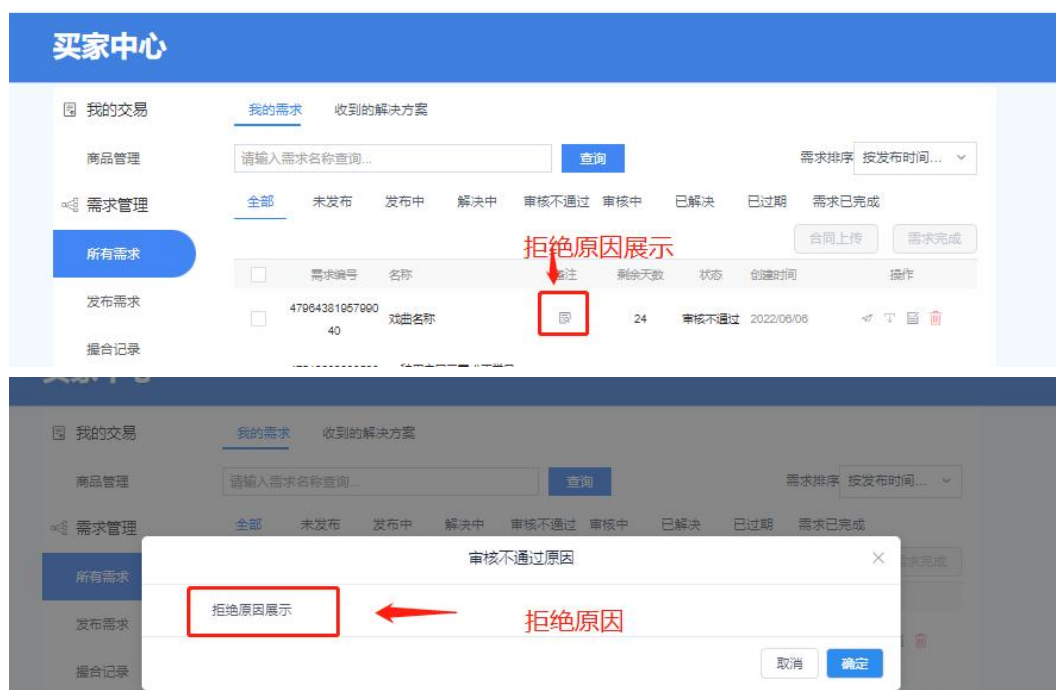 买家中心
我的交易
我的需求 收到的解决方案
商品管理
请输入需求名称查询...
查询
需求排序 按发布时间...
需求管理
全部 未发布 发布中 解决中 审核不通过 审核中 已解决 已过期 需求已完成
所有需求
拒绝原因展示
合同上传 需求完成
需求编号 名称 备注 剩余天数 状态 创建时间 操作
发布需求
47964381957990
40
戏曲名称 24 审核不通过 2022/06/06
撮合记录
我的交易
我的需求 收到的解决方案
商品管理
请输入需求名称查询...
查询
需求排序 按发布时间...
需求管理
全部 未发布 发布中 解决中 审核不通过 审核中 已解决 已过期 需求已完成
审核不通过原因
所有需求
拒绝原因展示
拒绝原因
发布需求
取消 确定
撮合记录